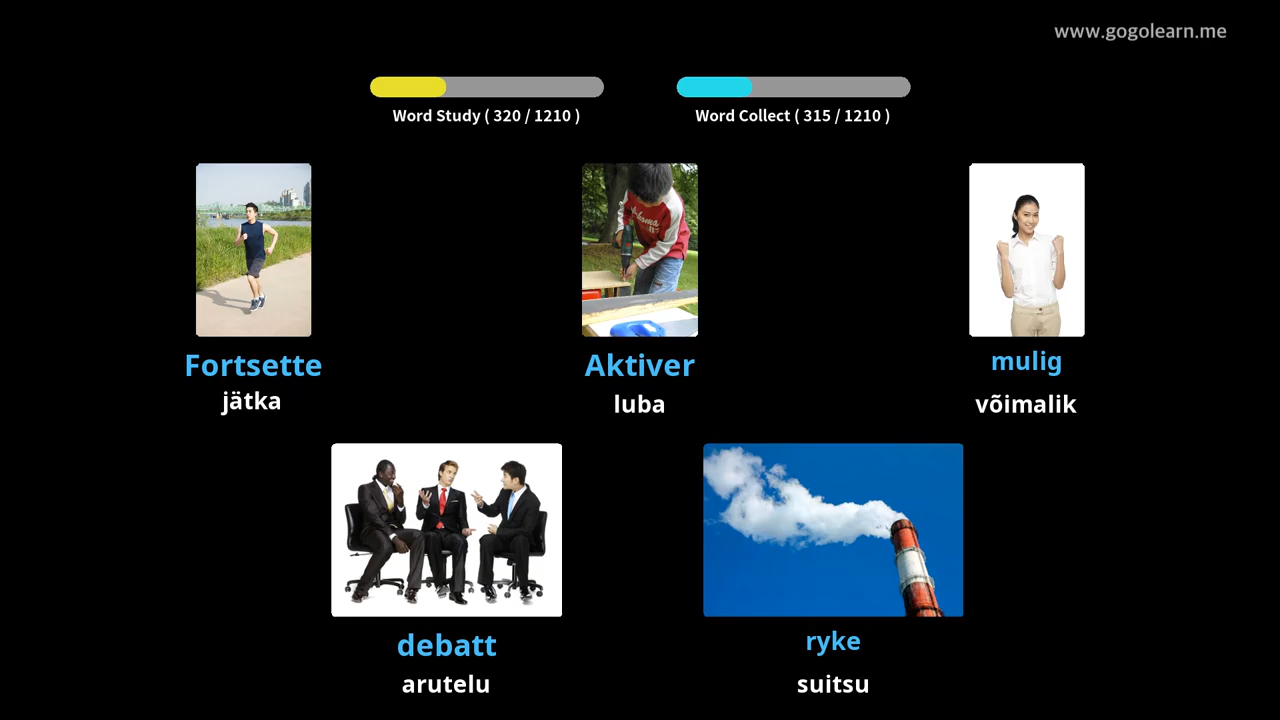 www.gogolearn.me
Word Study ( 320 / 1210 )
Word Collect ( 315 / 1210 )
Fortsette
jätka
Aktiver
luba
mulig
võimalik
debatt
arutelu
ryke
suitsu